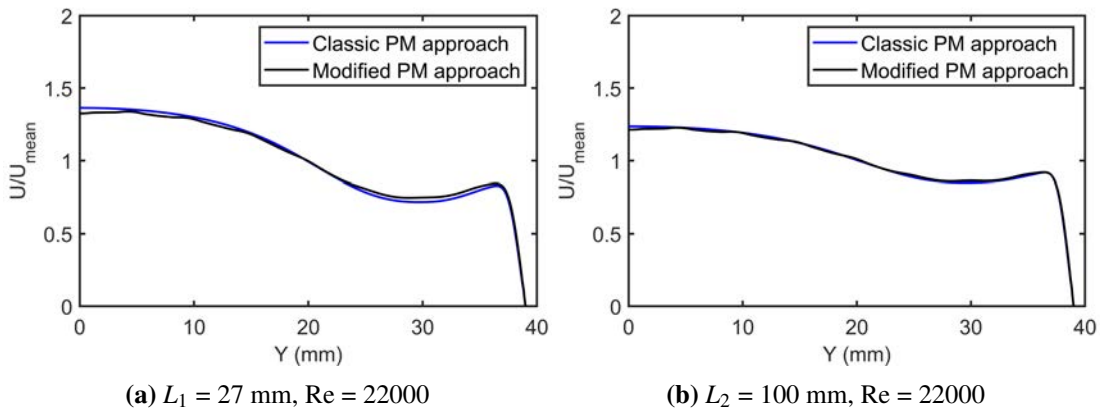 2
1.5
1
0.5
0
U/U_mean
Classic PM approach
Modified PM approach
0 10 20 30 40
Y (mm)
(a) L₁ = 27 mm, Re = 22000
2
1.5
1
0.5
0
U/U_mean
Classic PM approach
Modified PM approach
0 10 20 30 40
Y (mm)
(b) L₂ = 100 mm, Re = 22000